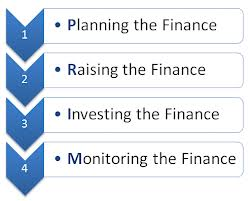 1 • Planning the Finance
2 • Raising the Finance
3 • Investing the Finance
4 • Monitoring the Finance